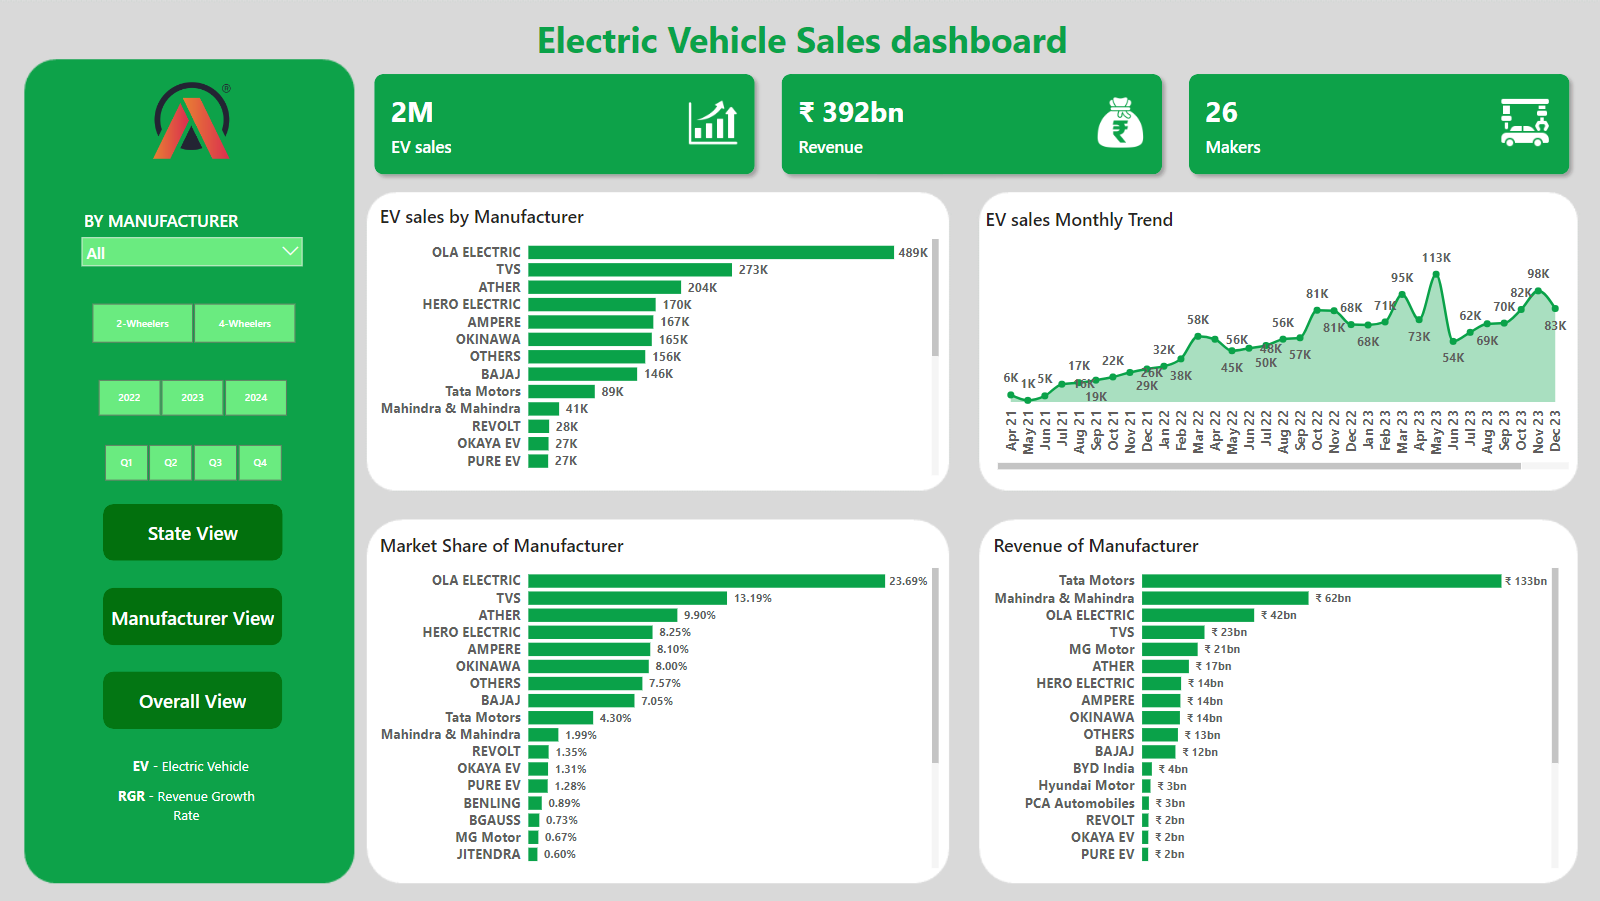 Electric Vehicle Sales dashboard
®
BY MANUFACTURER
All
2-Wheelers 4-Wheelers
2022 2023 2024
Q1 Q2 Q3 Q4
State View
Manufacturer View
Overall View
EV - Electric Vehicle
RGR - Revenue Growth
Rate
2M
EV sales
₹ 392bn
Revenue
26
Makers
EV sales by Manufacturer
OLA ELECTRIC 489K
TVS 273K
ATHER 204K
HERO ELECTRIC 170K
AMPERE 167K
OKINAWA 165K
OTHERS 156K
BAJAJ 146K
Tata Motors 89K
Mahindra & Mahindra 41K
REVOLT 28K
OKAYA EV 27K
PURE EV 27K
EV sales Monthly Trend
6K 1K 5K 17K 16K 19K 22K 26K 29K 32K 38K 58K 45K 56K 48K 50K 56K 57K 81K 81K 68K 68K 71K 95K 73K 113K 54K 62K 69K 70K 82K 98K 83K
Apr 21 May 21 Jun 21 Jul 21 Aug 21 Sep 21 Oct 21 Nov 21 Dec 21 Jan 22 Feb 22 Mar 22 Apr 22 May 22 Jun 22 Jul 22 Aug 22 Sep 22 Oct 22 Nov 22 Dec 22 Jan 23 Feb 23 Mar 23 Apr 23 May 23 Jun 23 Jul 23 Aug 23 Sep 23 Oct 23 Nov 23 Dec 23
Market Share of Manufacturer
OLA ELECTRIC 23.69%
TVS 13.19%
ATHER 9.90%
HERO ELECTRIC 8.25%
AMPERE 8.10%
OKINAWA 8.00%
OTHERS 7.57%
BAJAJ 7.05%
Tata Motors 4.30%
Mahindra & Mahindra 1.99%
REVOLT 1.35%
OKAYA EV 1.31%
PURE EV 1.28%
BENLING 0.89%
BGAUSS 0.73%
MG Motor 0.67%
JITENDRA 0.60%
Revenue of Manufacturer
Tata Motors ₹ 133bn
Mahindra & Mahindra ₹ 62bn
OLA ELECTRIC ₹ 42bn
TVS ₹ 23bn
MG Motor ₹ 21bn
ATHER ₹ 17bn
HERO ELECTRIC ₹ 14bn
AMPERE ₹ 14bn
OKINAWA ₹ 14bn
OTHERS ₹ 13bn
BAJAJ ₹ 12bn
BYD India ₹ 4bn
Hyundai Motor ₹ 3bn
PCA Automobiles ₹ 3bn
REVOLT ₹ 2bn
OKAYA EV ₹ 2bn
PURE EV ₹ 2bn